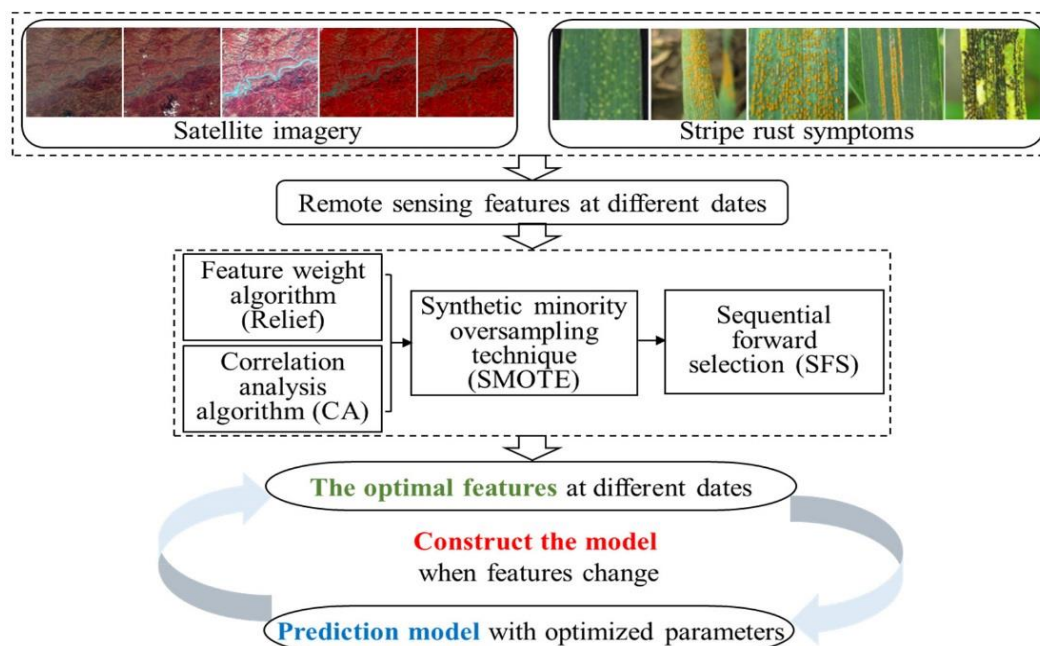 Satellite imagery
Stripe rust symptoms
Remote sensing features at different dates
Feature weight
algorithm
(Relief)
Correlation
analysis
algorithm (CA)
Synthetic minority
oversampling
technique
(SMOTE)
Sequential
forward
selection (SFS)
The optimal features at different dates
Construct the model
when features change
Prediction model with optimized parameters